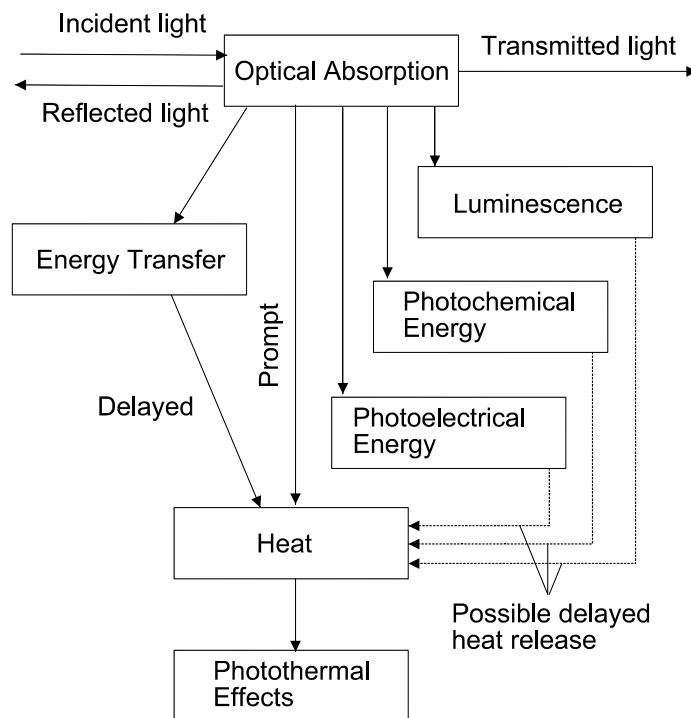 Incident light
Transmitted light
Optical Absorption
Reflected light
Luminescence
Energy Transfer
Photochemical
Energy
Prompt
Delayed
Photoelectrical
Energy
Heat
Possible delayed
heat release
Photothermal
Effects